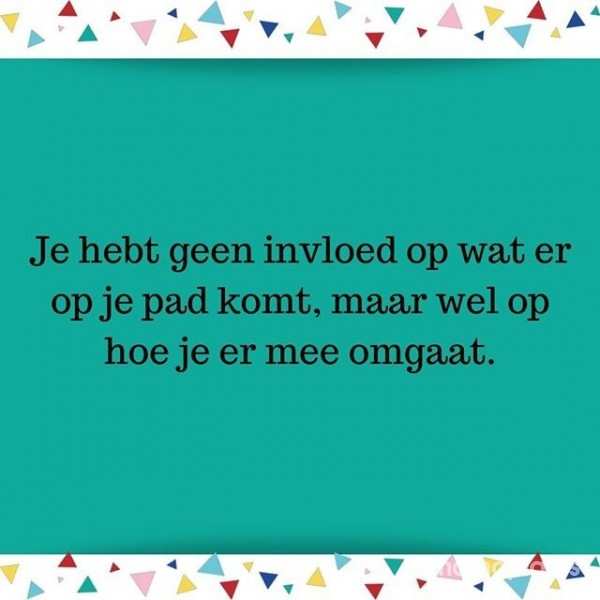 Je hebt geen invloed op wat er
op je pad komt, maar wel op
hoe je er mee omgaat.